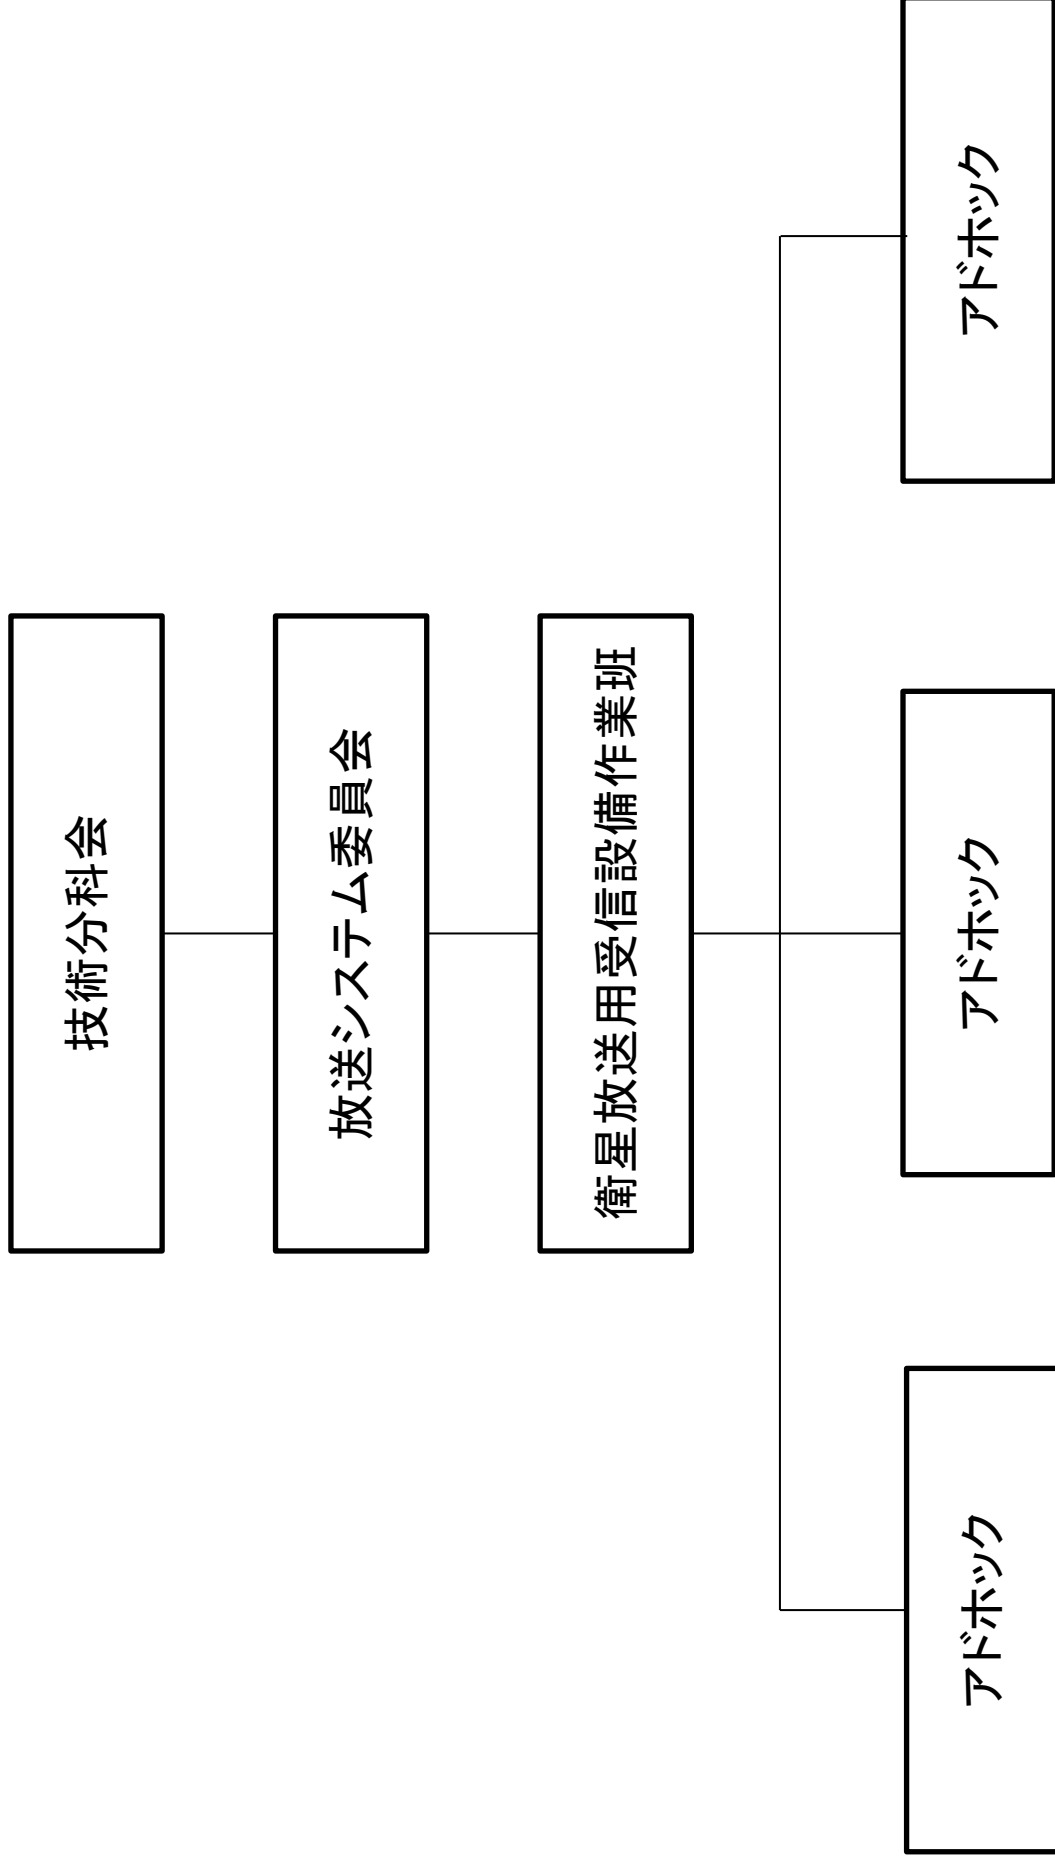 技術分科会
放送システム委員会
衛星放送用受信設備作業班
アドホック
アドホック
アドホック